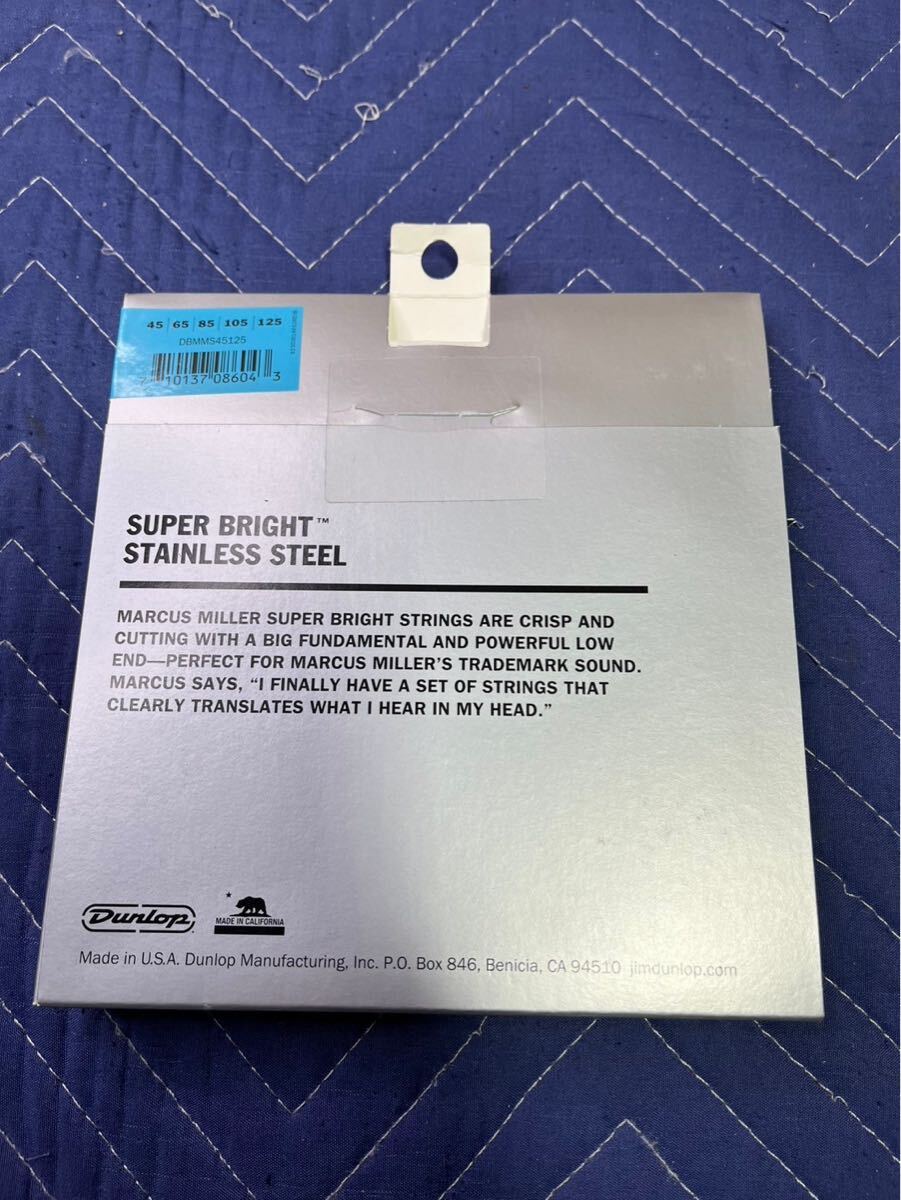 45 | 65 | 85 | 105 | 125
DBMMS45125
7 10137 08604 3
SUPER BRIGHT™
STAINLESS STEEL
MARCUS MILLER SUPER BRIGHT STRINGS ARE CRISP AND
CUTTING WITH A BIG FUNDAMENTAL AND POWERFUL LOW
END—PERFECT FOR MARCUS MILLER'S TRADEMARK SOUND.
MARCUS SAYS, “I FINALLY HAVE A SET OF STRINGS THAT
CLEARLY TRANSLATES WHAT I HEAR IN MY HEAD.”
Dunlop
MADE IN CALIFORNIA
Made in U.S.A. Dunlop Manufacturing, Inc. P.O. Box 846, Benicia, CA 94510 jimdunlop.com